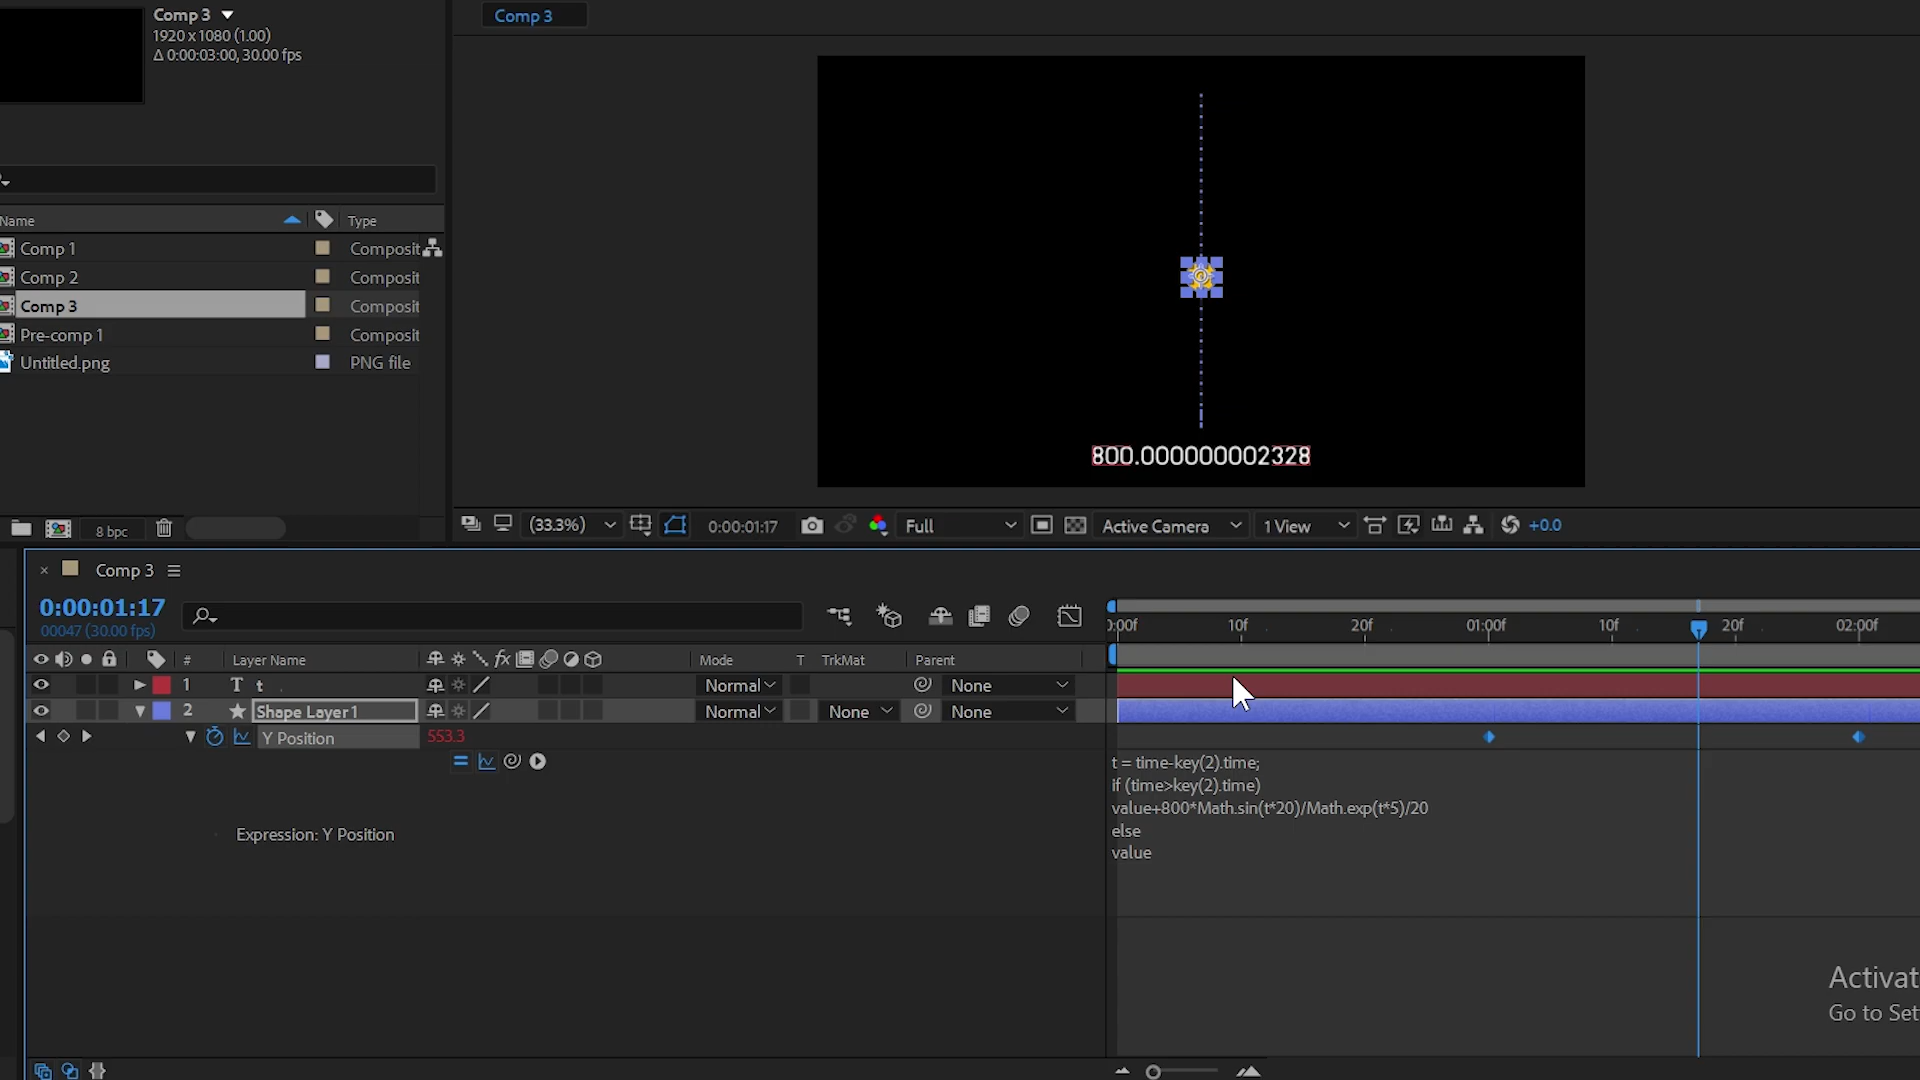 Comp 3
1920 x 1080 (1.00)
Δ 0:00:03:00, 30.00 fps
Comp 3
Name
Type
Comp 1
Composit
Comp 2
Composit
Comp 3
Composit
Pre-comp 1
Composit
Untitled.png
PNG file
800.000000002328
8 bpc
(33.3%)
0:00:01:17
Full
Active Camera
1 View
+0.0
Comp 3
0:00:01:17
00047 (30.00 fps)
):00f
10f
20f
01:00f
10f
20f
02:00f
#
Layer Name
fx
Mode
T
TrkMat
Parent
1
T
t
Normal
None
2
Shape Layer 1
Normal
None
None
Y Position
553.3
t = time-key(2).time;
if (time>key(2).time)
value+800*Math.sin(t*20)/Math.exp(t*5)/20
else
value
Expression: Y Position
Activat
Go to Set